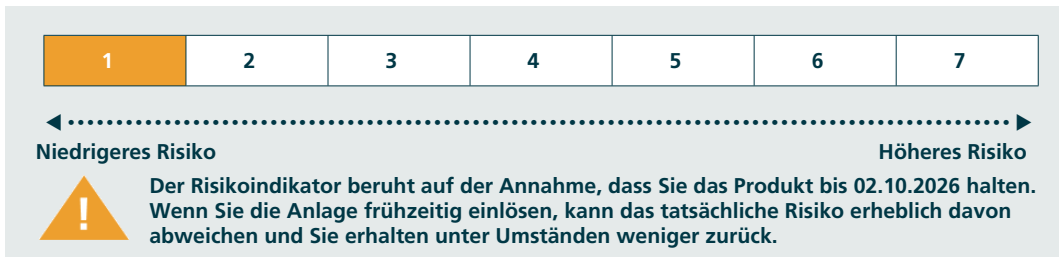 1 2 3 4 5 6 7
Niedrigeres Risiko Höheres Risiko
Der Risikoindikator beruht auf der Annahme, dass Sie das Produkt bis 02.10.2026 halten.
Wenn Sie die Anlage frühzeitig einlösen, kann das tatsächliche Risiko erheblich davon
abweichen und Sie erhalten unter Umständen weniger zurück.